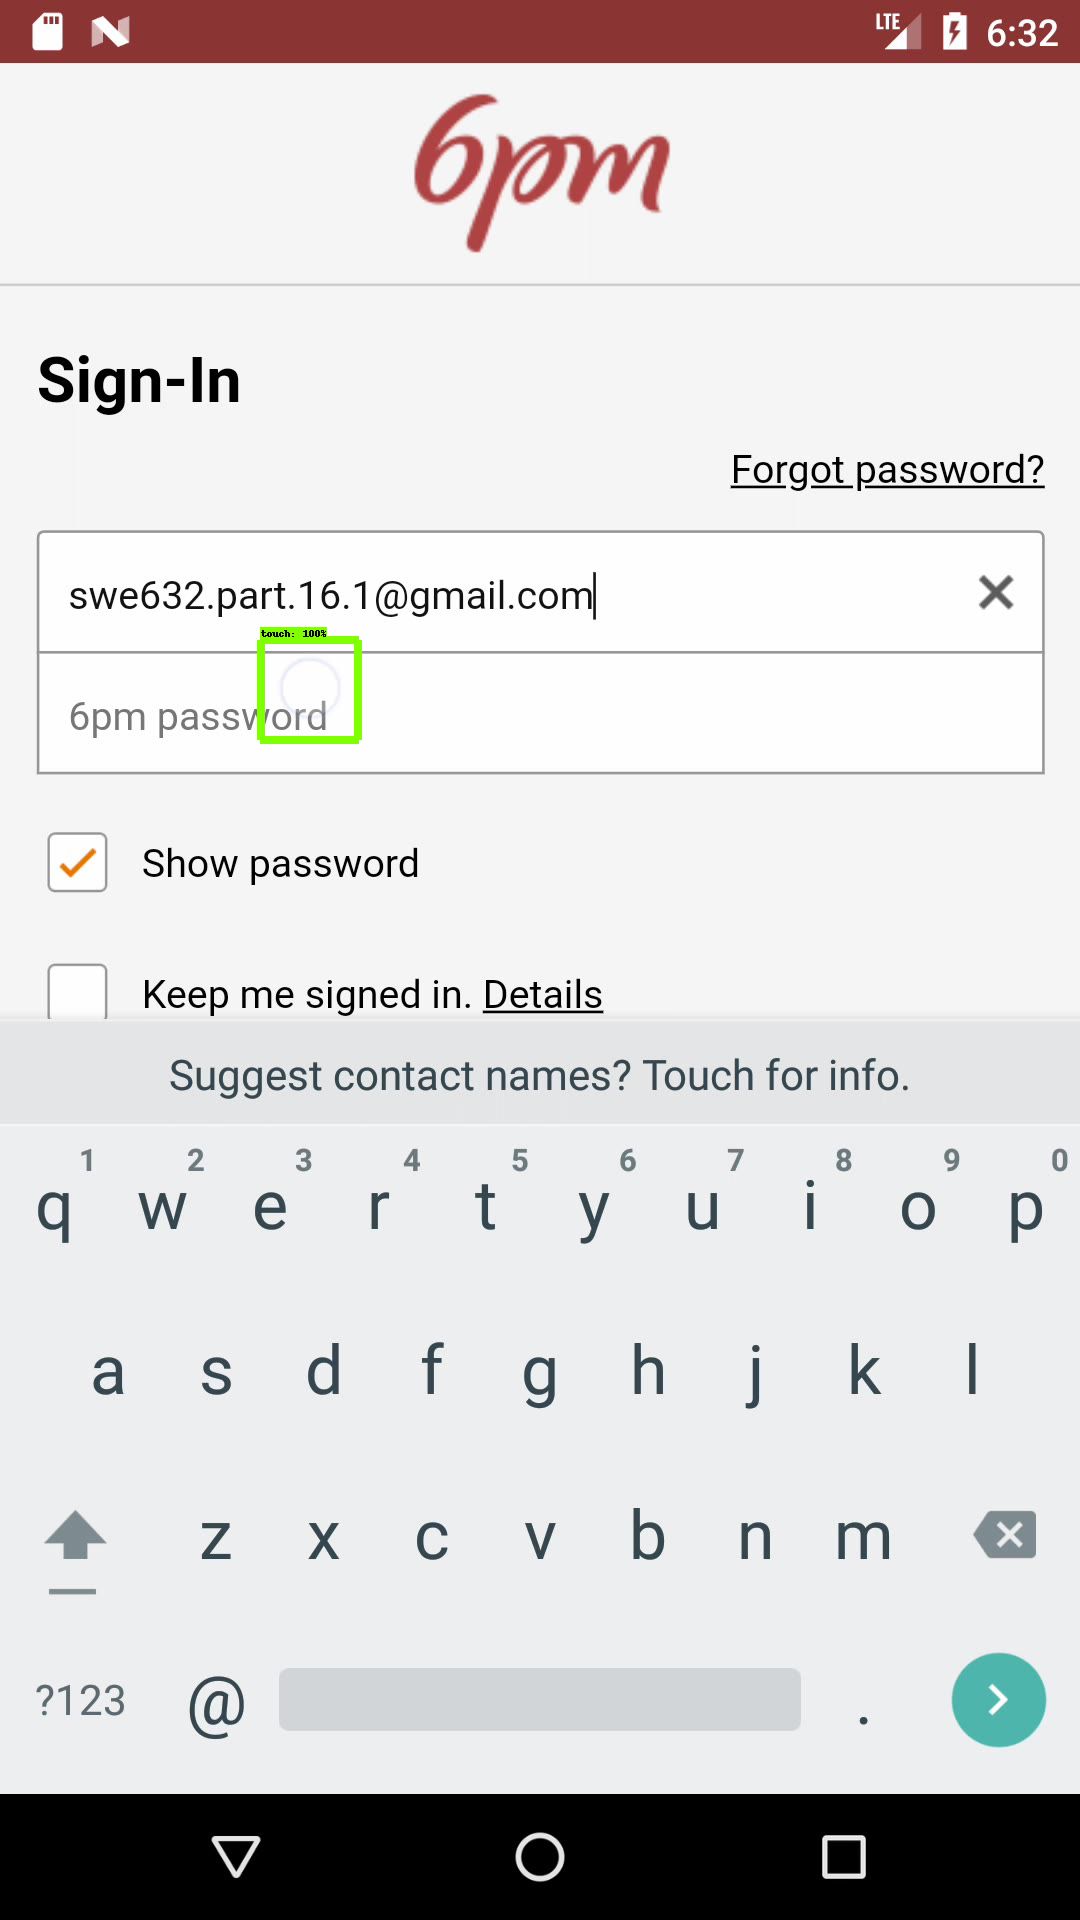 LTE 6:32
6pm
Sign-In
Forgot password?
swe632.part.16.1@gmail.com
touch: 100%
6pm password
Show password
Keep me signed in. Details
Suggest contact names? Touch for info.
1 2 3 4 5 6 7 8 9 0
q w e r t y u i o p
a s d f g h j k l
z x c v b n m
?123 @ .